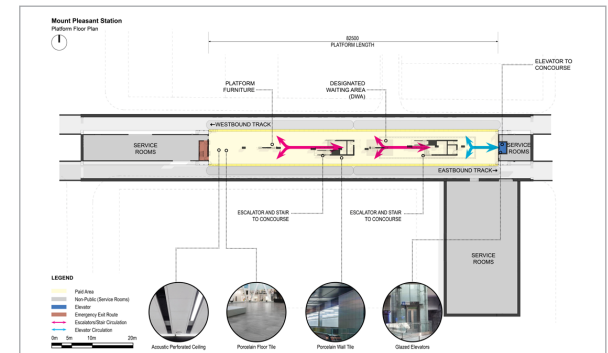 Mount Pleasant Station
Platform Floor Plan
82500
PLATFORM LENGTH
ELEVATOR TO
CONCOURSE
PLATFORM
FURNITURE
DESIGNATED
WAITING AREA
(DWA)
←WESTBOUND TRACK
SERVICE
ROOMS
SERVICE
ROOMS
EASTBOUND TRACK→
ESCALATOR AND STAIR
TO CONCOURSE
ESCALATOR AND STAIR
TO CONCOURSE
SERVICE
ROOMS
LEGEND
Paid Area
Non-Public (Service Rooms)
Elevator
Emergency Exit Route
Escalators/Stair Circulation
Elevator Circulation
0m 5m 10m 20m
Acoustic Perforated Ceiling
Porcelain Floor Tile
Porcelain Wall Tile
Glazed Elevators